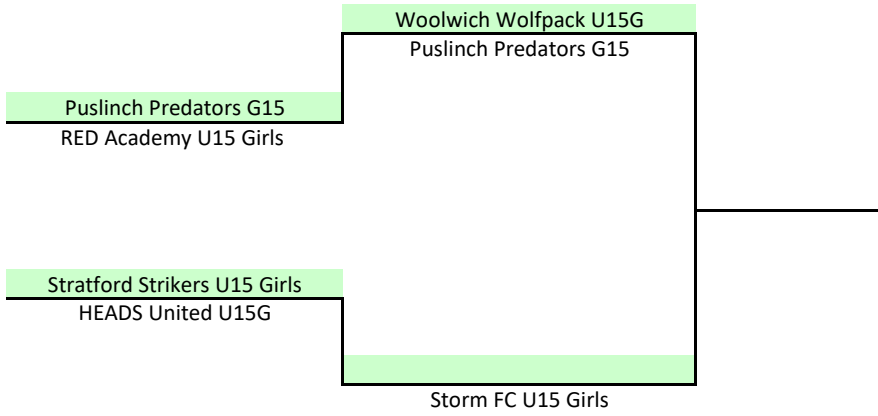 Woolwich Wolfpack U15G
Puslinch Predators G15
Puslinch Predators G15
RED Academy U15 Girls
Stratford Strikers U15 Girls
HEADS United U15G
Storm FC U15 Girls